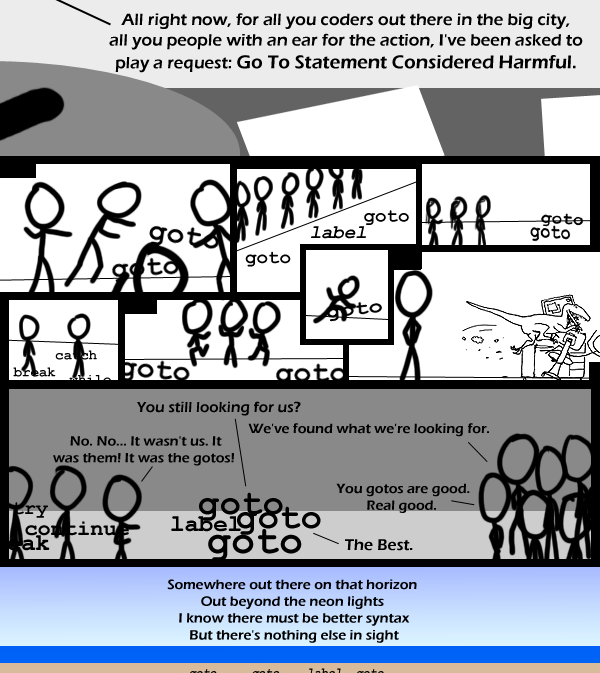 All right now, for all you coders out there in the big city,
all you people with an ear for the action, I've been asked to
play a request: Go To Statement Considered Harmful.
goto
goto
goto
label
goto
goto
goto
goto
catch
break
while
goto
goto
You still looking for us?
We've found what we're looking for.
No. No... It wasn't us. It
was them! It was the gotos!
You gotos are good.
Real good.
try
continue
ak
goto
label
goto
goto
The Best.
Somewhere out there on that horizon
Out beyond the neon lights
I know there must be better syntax
But there's nothing else in sight
goto goto label goto